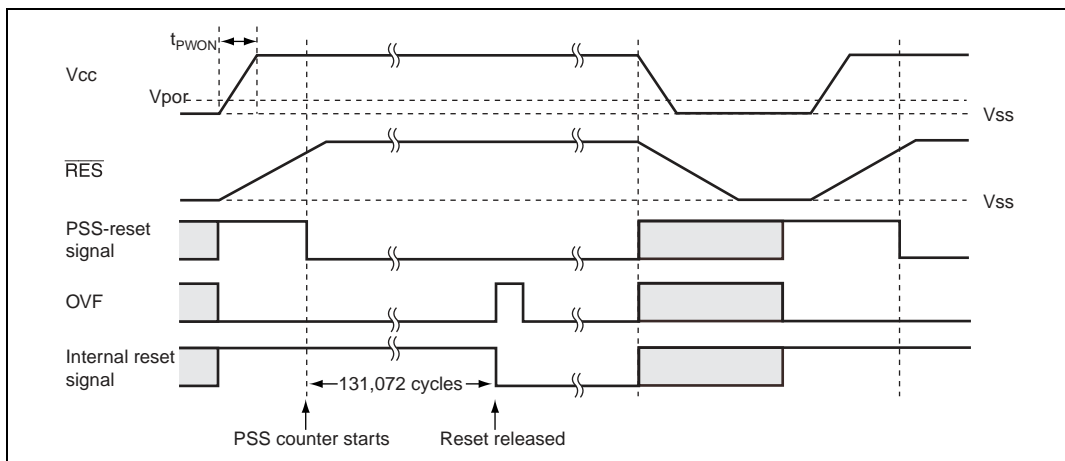 tPWON
Vcc
Vpor
Vss
RES
Vss
PSS-reset
signal
OVF
Internal reset
signal
131,072 cycles
PSS counter starts
Reset released